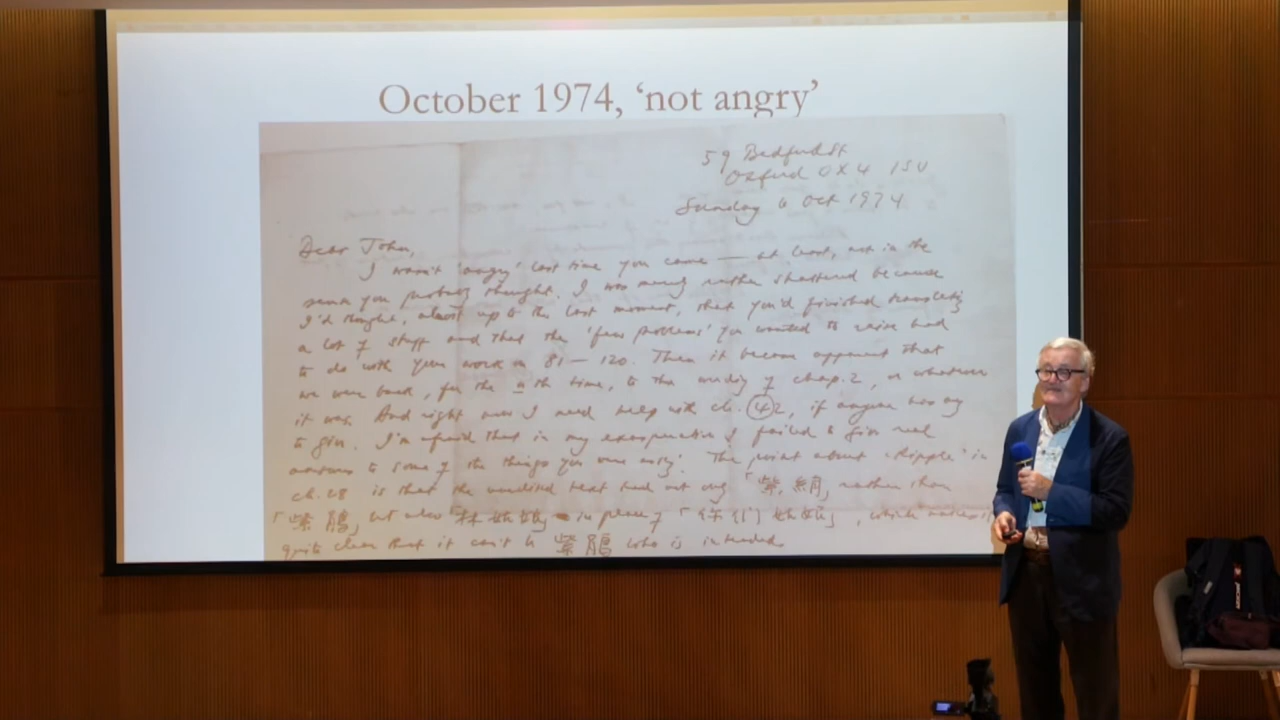 October 1974, ‘not angry’
59 Bedford St
Oxford OX4 1SU
Sunday 6 Oct 1974
Dear John,
I wasn't 'angry' last time you came — at least, not in the
sense you probably thought. I was merely rather shattered because
I'd thought, almost up to the last moment, that you'd finished translating
a lot of stuff and that the 'few problems' you wanted to raise had
to do with your work on 81 — 120. Then it became apparent that
we were back, for the nth time, to the wording of chap. 2, or whatever
it was. And right now I need help with ch. 42, if anyone has any
to give. I'm afraid that in my exasperation I failed to give real
answers to some of the things you were asking. The point about 'hipple' in
ch. 28 is that the text had not only 「紫絹」 rather than
「紫鵑」, but also in place of 「你们姑娘」, which makes it
quite clear that it can't be 紫鵑 who is intended.